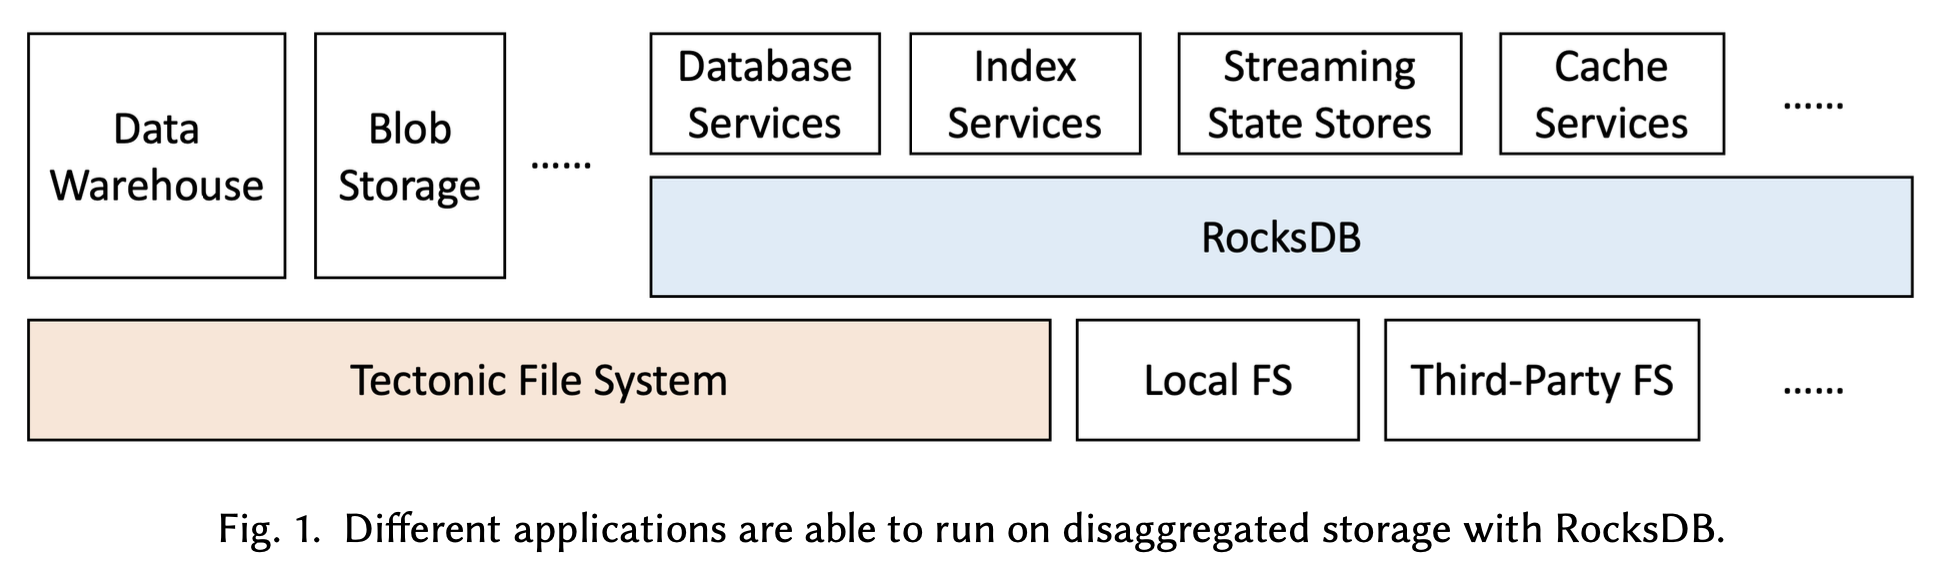 Data
Warehouse
Blob
Storage
......
Database
Services
Index
Services
Streaming
State Stores
Cache
Services
......
RocksDB
Tectonic File System
Local FS
Third-Party FS
......
Fig. 1. Different applications are able to run on disaggregated storage with RocksDB.